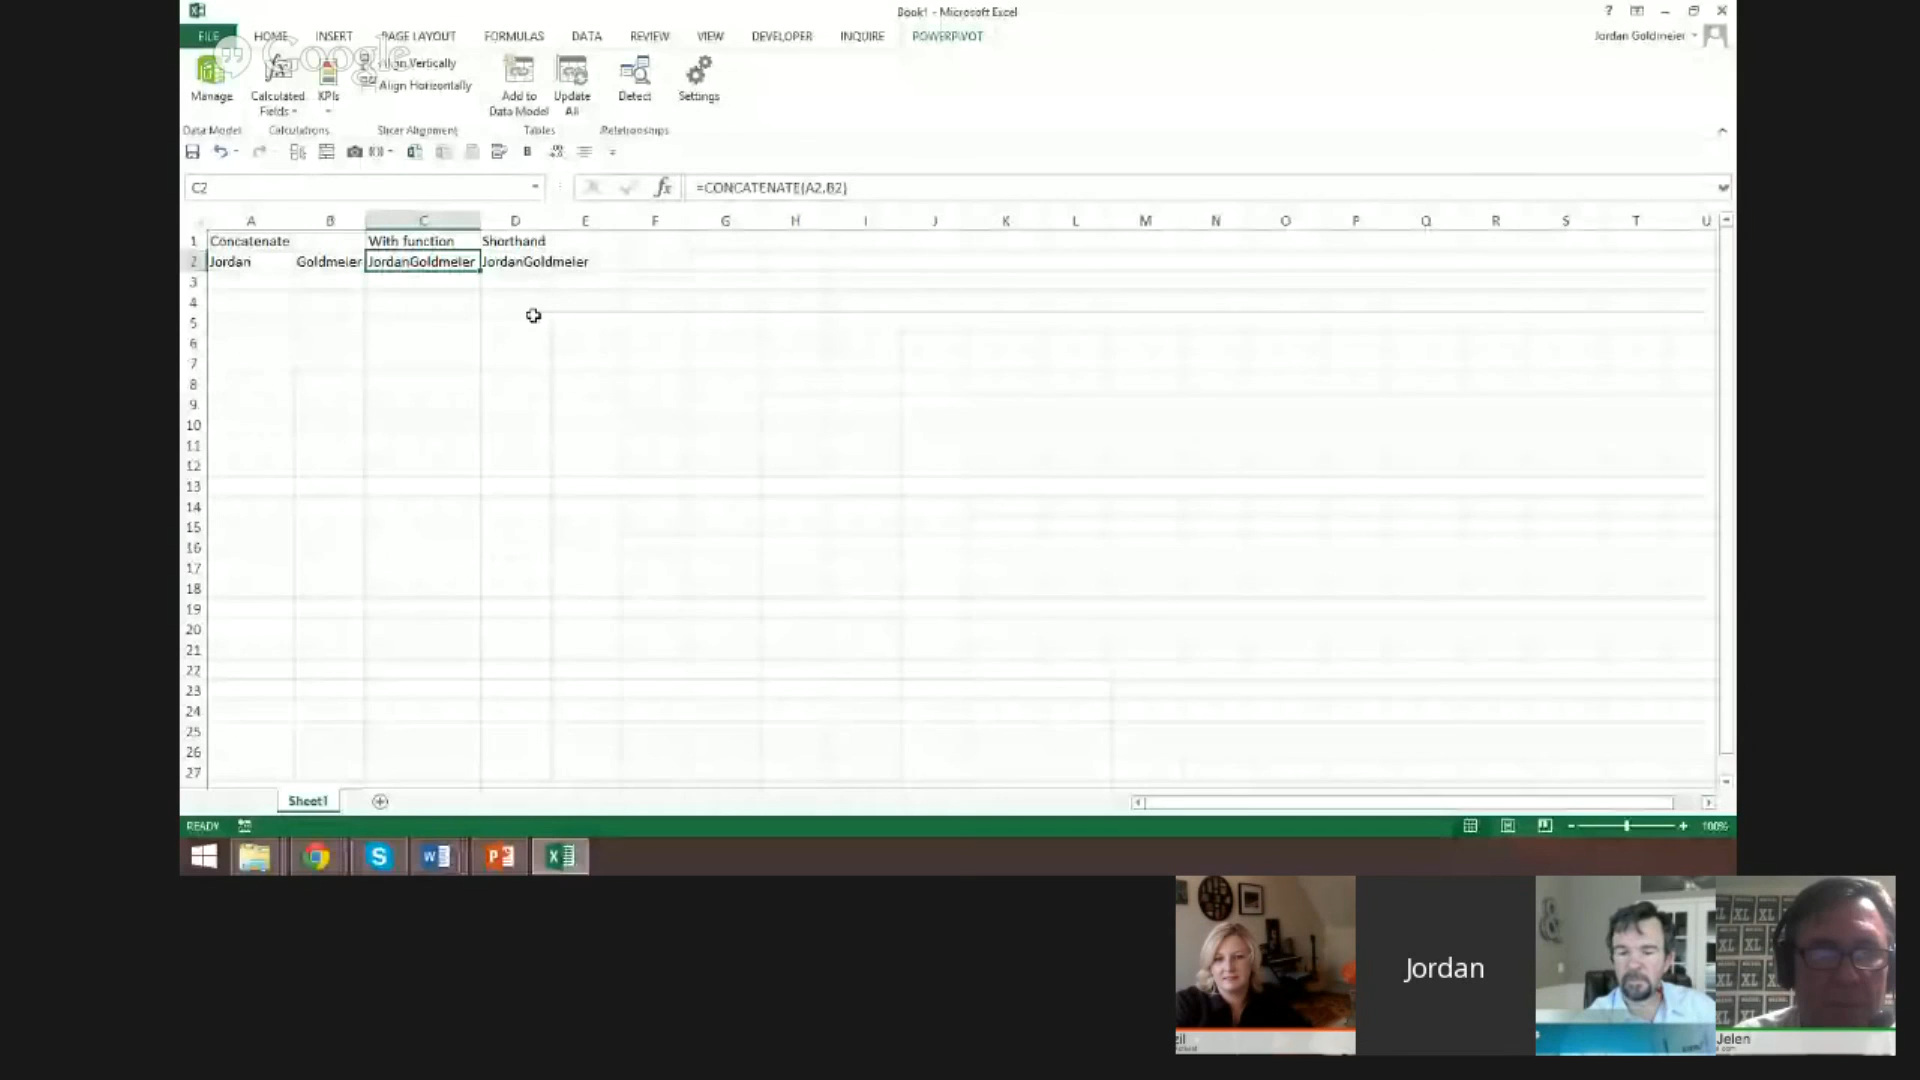 Book1 - Microsoft Excel
FILE HOME INSERT PAGE LAYOUT FORMULAS DATA REVIEW VIEW DEVELOPER INQUIRE POWERPIVOT Jordan Goldmeier
Google
Align Vertically
Align Horizontally
Manage Calculated Fields KPIs Add to Data Model Update All Detect Settings
Data Model Calculations Slicer Alignment Tables Relationships
C2 fx =CONCATENATE(A2,B2)
A B C D E F G H I J K L M N O P Q R S T U
1 Concatenate With function Shorthand
2 Jordan Goldmeier JordanGoldmeier JordanGoldmeier
3
4
5
6
7
8
9
10
11
12
13
14
15
16
17
18
19
20
21
22
23
24
25
26
27
Sheet1
READY 100%
Jordan
Jelen